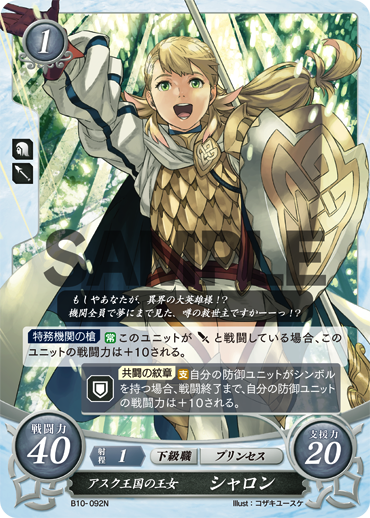 1
SAMPLE
もしやあなたが、異界の大英雄様!?
機関全員で夢にまで見た、噂の救世主ですかーーっ!?
特務機関の槍 常 このユニットが と戦闘している場合、この
ユニットの戦闘力は+10される。
共闘の紋章 支 自分の防御ユニットがシンボル
を持つ場合、戦闘終了まで、自分の防御ユニット
の戦闘力は+10される。
戦闘力
40
射程 1
下級職
プリンセス
支援力
20
アスク王国の王女 シャロン
B10-092N
Illust:コザキユースケ